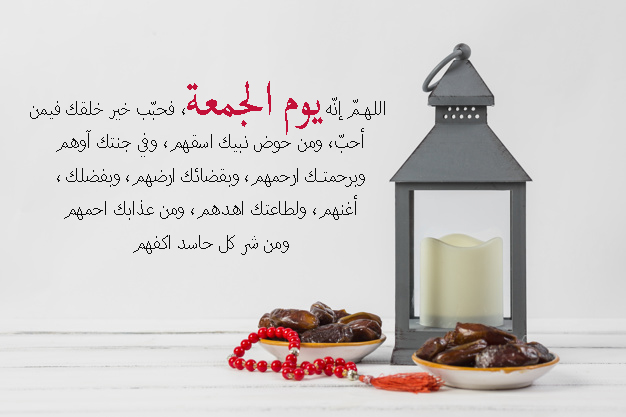 اللهمّ إنّه يوم الجمعة، فحبّب خير خلقك فيمن
أحبّ، ومن حوض نبيك اسقهم، وفي جنتك آوهم
وبرحمتك ارحمهم، وبقضائك ارضهم، وبفضلك،
أغنهم، ولطاعتك اهدهم، ومن عذابك احمهم
ومن شر كل حاسد اكفهم